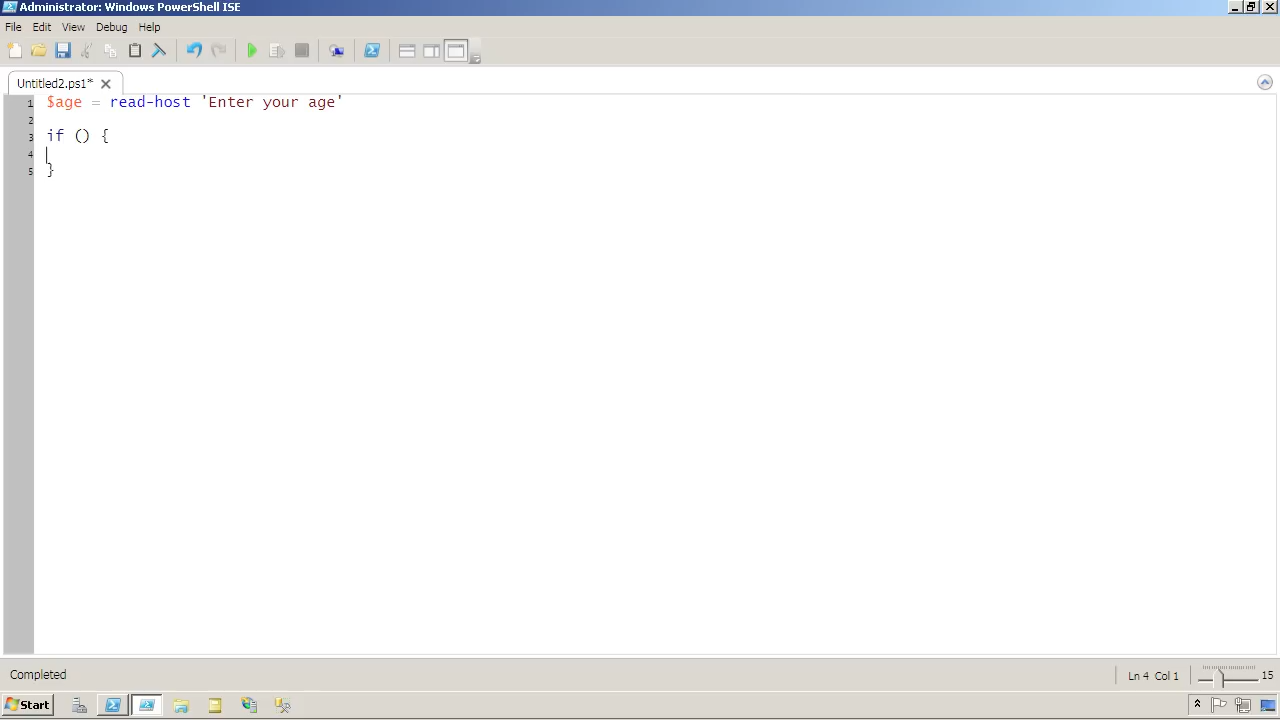 Administrator: Windows PowerShell ISE
File Edit View Debug Help
Untitled2.ps1*
1 $age = read-host 'Enter your age'
2
3 if () {
4
5 }
Completed
Ln 4 Col 1
15
Start